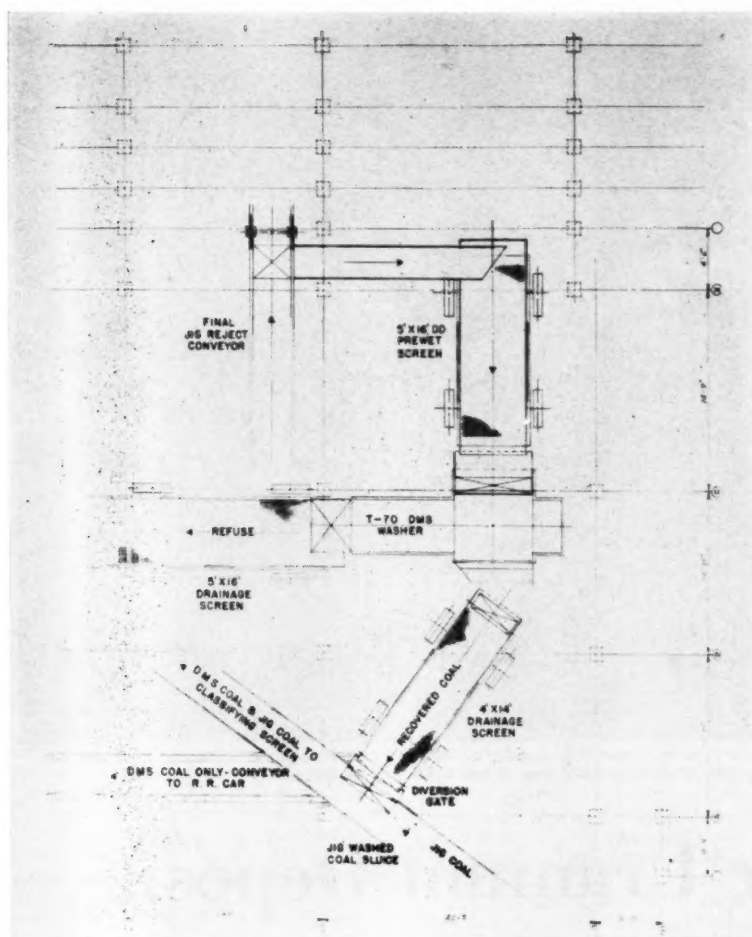 FINAL
JIG REJECT
CONVEYOR
5'X16' DD
PREWET
SCREEN
REFUSE
T-70 DMS
WASHER
5'X16'
DRAINAGE
SCREEN
DMS COAL & JIG COAL TO
CLASSIFYING SCREEN
RECOVERED COAL
4'X14'
DRAINAGE
SCREEN
DMS COAL ONLY-CONVEYOR
TO R.R. CAR
DIVERSION
GATE
JIG WASHED
COAL SLUICE
JIG COAL